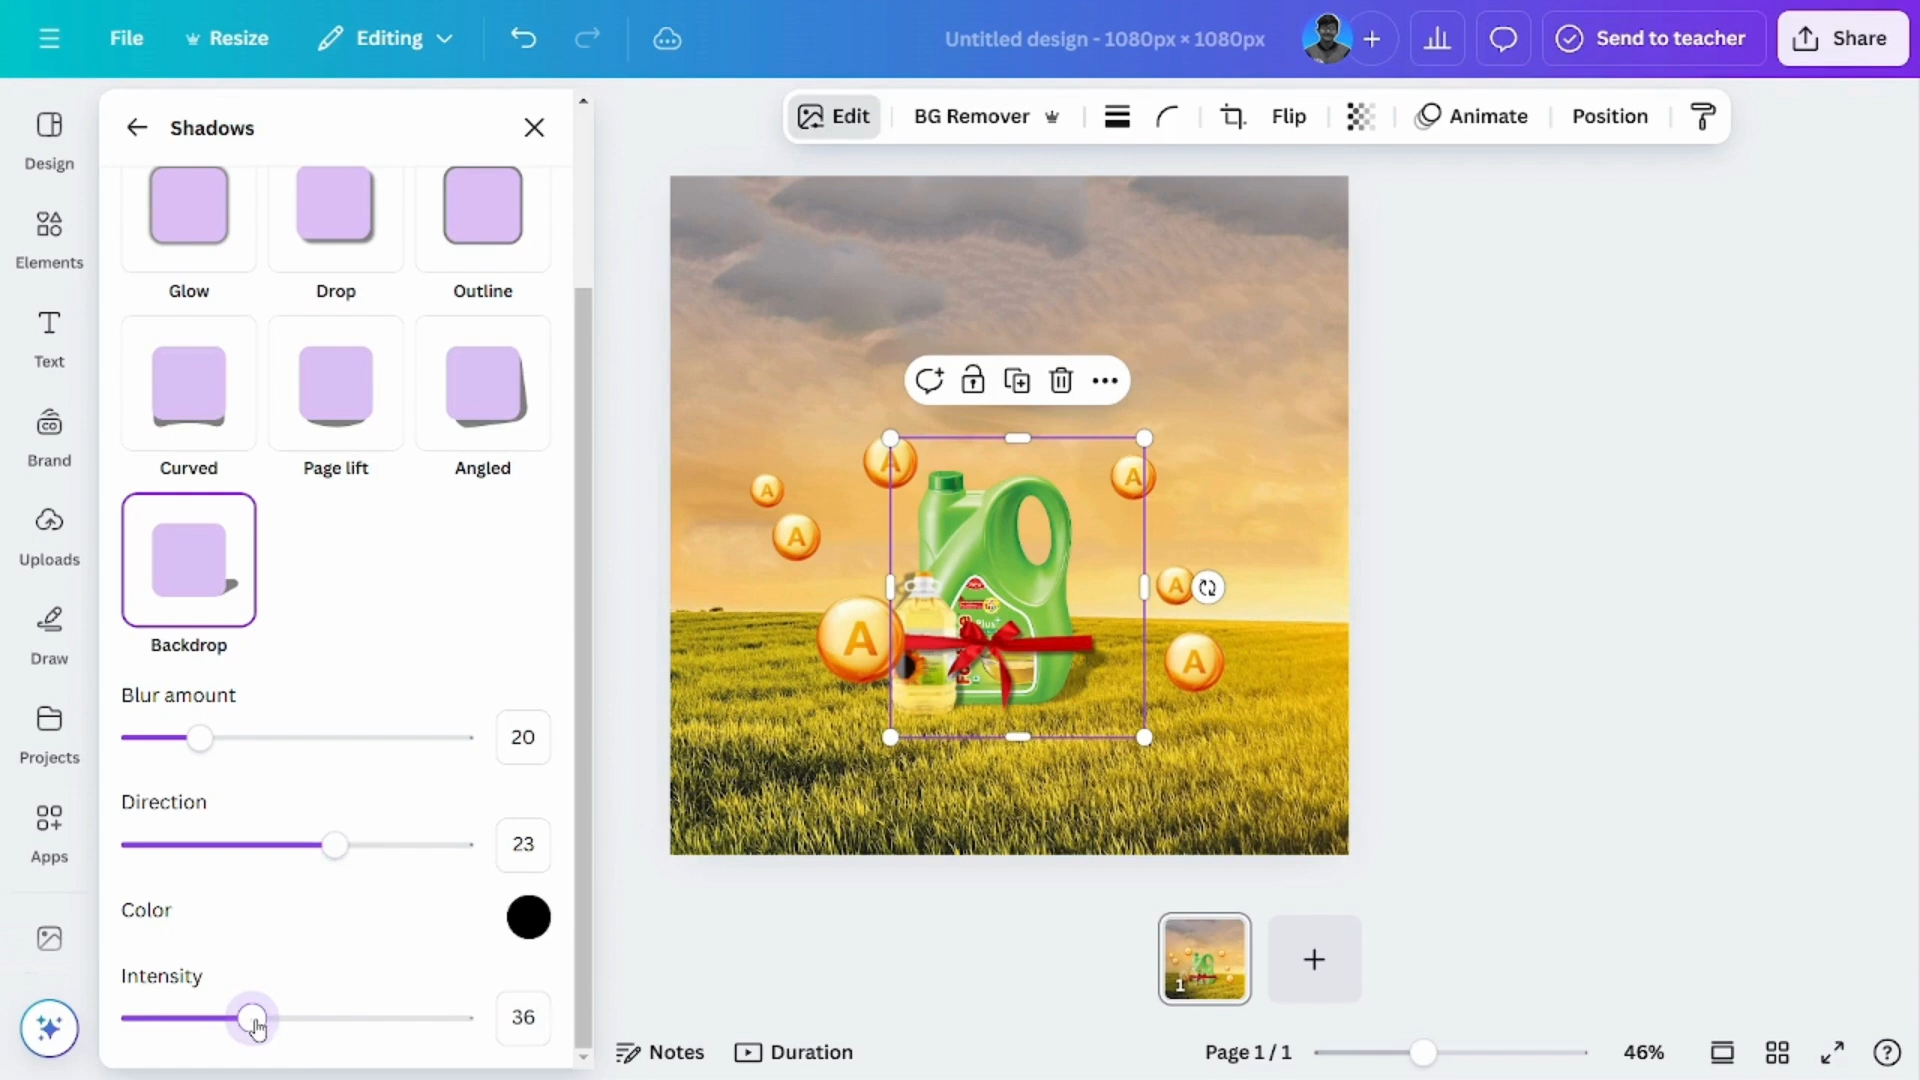 File
Resize
Editing
Untitled design - 1080px × 1080px
Send to teacher
Share
Design
Elements
Text
Brand
Uploads
Draw
Projects
Apps
Shadows
Glow
Drop
Outline
Curved
Page lift
Angled
Backdrop
Blur amount
20
Direction
23
Color
Intensity
36
Edit
BG Remover
Flip
Animate
Position
A
A
A
A
A
A
A
Plus+
1
Notes
Duration
Page 1 / 1
46%